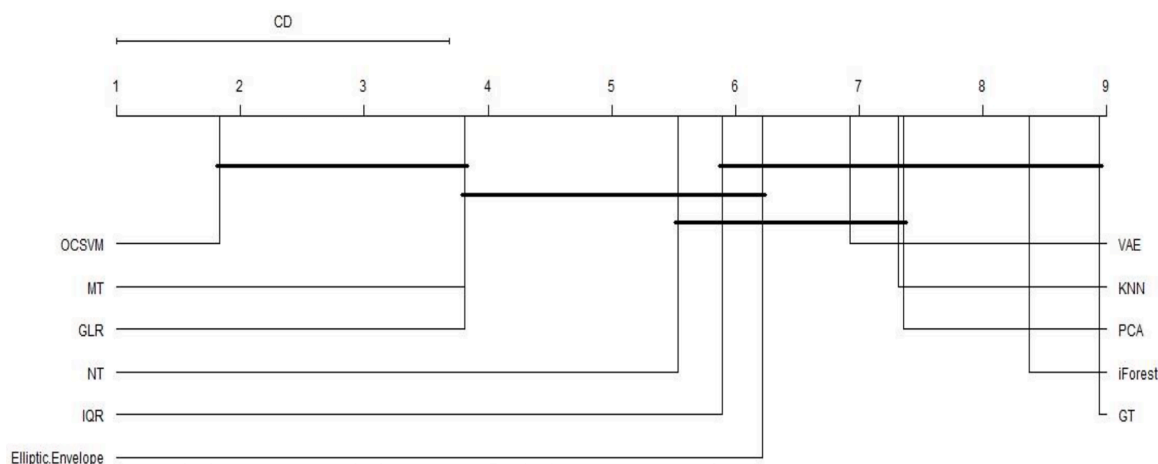 CD
1 2 3 4 5 6 7 8 9
OCSVM VAE
MT KNN
GLR PCA
NT iForest
IQR GT
Elliptic.Envelope